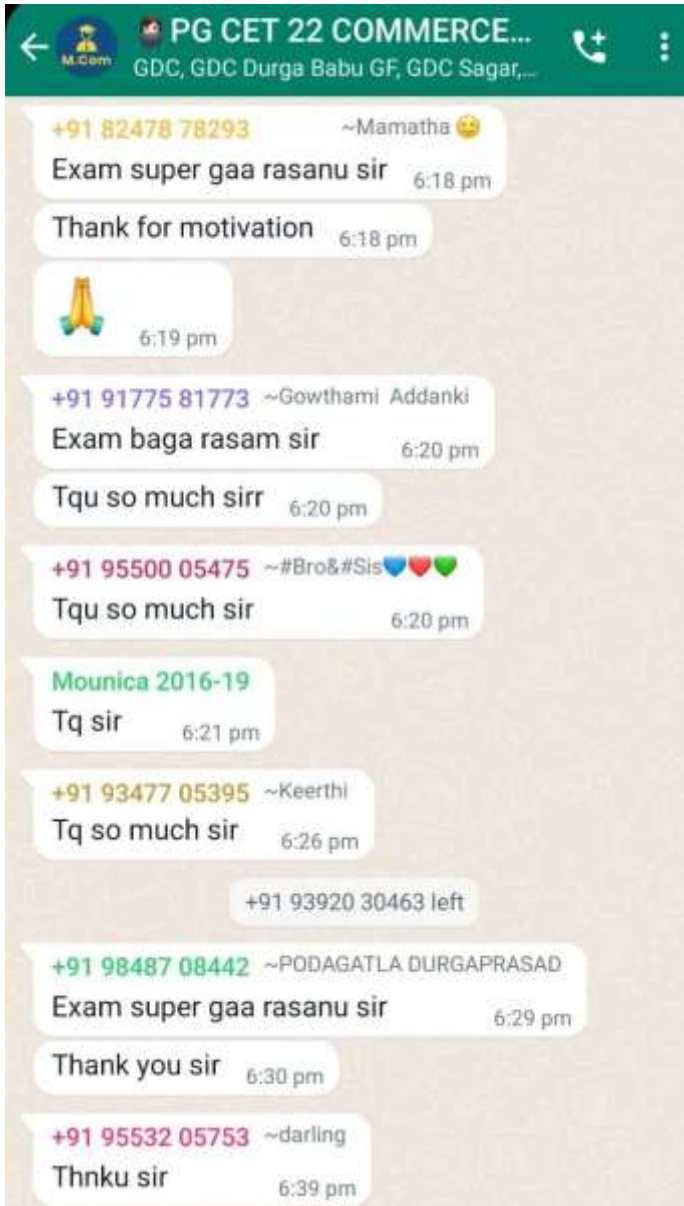 PG CET 22 COMMERCE...
M.Com
GDC, GDC Durga Babu GF, GDC Sagar,...
+91 82478 78293 ~Mamatha 😊
Exam super gaa rasanu sir 6:18 pm
Thank for motivation 6:18 pm
🙏 6:19 pm
+91 91775 81773 ~Gowthami Addanki
Exam baga rasam sir 6:20 pm
Tqu so much sirr 6:20 pm
+91 95500 05475 ~#Bro&#Sis💙❤️💚
Tqu so much sir 6:20 pm
Mounica 2016-19
Tq sir 6:21 pm
+91 93477 05395 ~Keerthi
Tq so much sir 6:26 pm
+91 93920 30463 left
+91 98487 08442 ~PODAGATLA DURGAPRASAD
Exam super gaa rasanu sir 6:29 pm
Thank you sir 6:30 pm
+91 95532 05753 ~darling
Thnku sir 6:39 pm